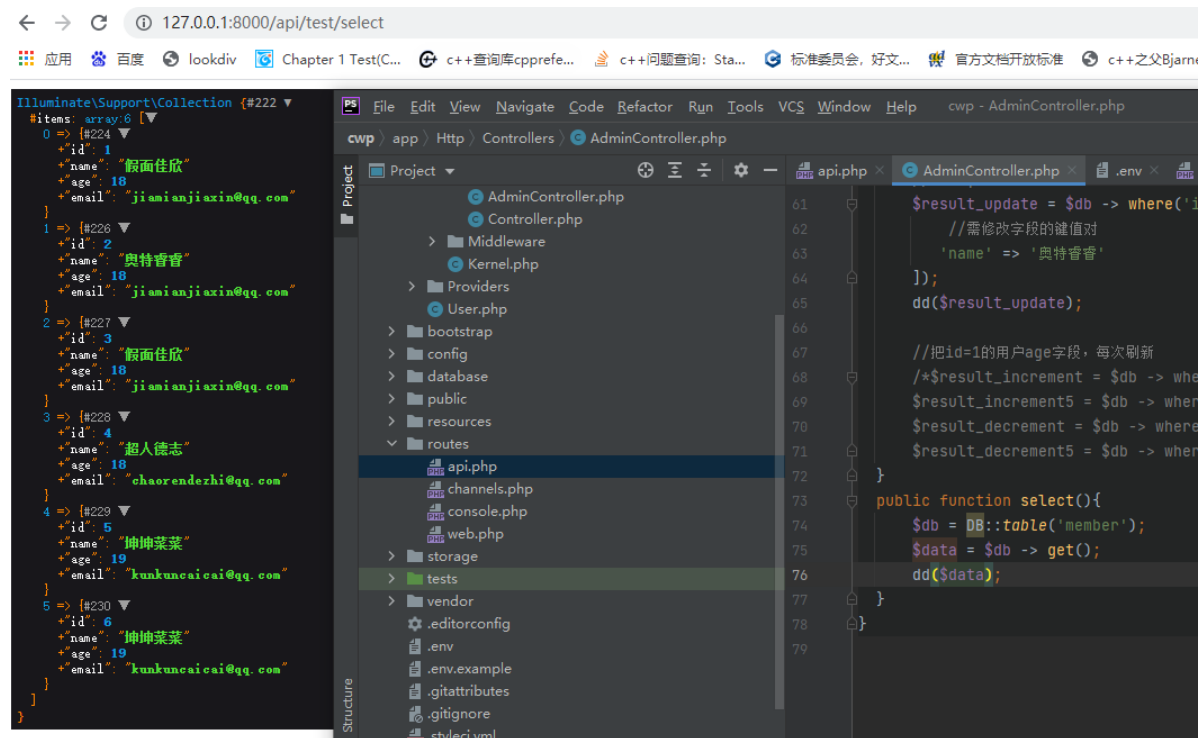 127.0.0.1:8000/api/test/select
应用 百度 lookdiv Chapter 1 Test(C... c++查询库cpprefe... c++问题查询: Sta... 标准委员会, 好文... 官方文档开放标准 c++之父Bjarne
Illuminate\Support\Collection {#222 ▼
#items: array:6 [▼
0 => {#224 ▼
+"id": 1
+"name": "假面佳欣"
+"age": 18
+"email": "jiamianjiaxin@qq.com"
}
1 => {#226 ▼
+"id": 2
+"name": "奥特睿睿"
+"age": 18
+"email": "jiamianjiaxin@qq.com"
}
2 => {#227 ▼
+"id": 3
+"name": "假面佳欣"
+"age": 18
+"email": "jiamianjiaxin@qq.com"
}
3 => {#228 ▼
+"id": 4
+"name": "超人德志"
+"age": 18
+"email": "chaorendezhi@qq.com"
}
4 => {#229 ▼
+"id": 5
+"name": "坤坤菜菜"
+"age": 19
+"email": "kunkuncaicai@qq.com"
}
5 => {#230 ▼
+"id": 6
+"name": "坤坤菜菜"
+"age": 19
+"email": "kunkuncaicai@qq.com"
}
]
}
PS File Edit View Navigate Code Refactor Run Tools VCS Window Help cwp - AdminController.php
cwp app Http Controllers AdminController.php
Project
Structure
Project
AdminController.php
Controller.php
Middleware
Kernel.php
Providers
User.php
bootstrap
config
database
public
resources
routes
api.php
channels.php
console.php
web.php
storage
tests
vendor
.editorconfig
.env
.env.example
.gitattributes
.gitignore
.styleci.yml
api.php AdminController.php .env
61 $result_update = $db -> where('i
62 //需修改字段的键值对
63 'name' => '奥特睿睿'
64 ]);
65 dd($result_update);
66
67 //把id=1的用户age字段，每次刷新
68 /*$result_increment = $db -> whe
69 $result_increment5 = $db -> wher
70 $result_decrement = $db -> where
71 $result_decrement5 = $db -> wher
72 }
73 public function select(){
74 $db = DB::table('member');
75 $data = $db -> get();
76 dd($data);
77 }
78 }
79